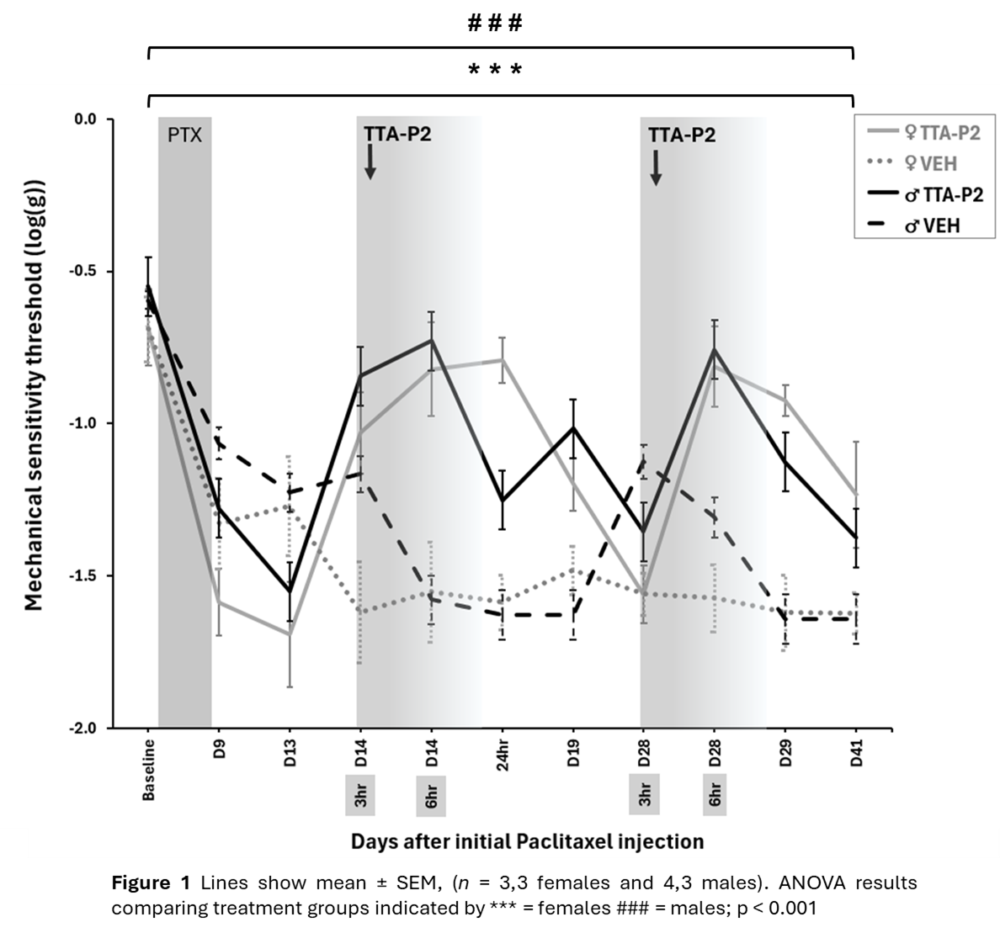 ###
***
0.0
-0.5
-1.0
-1.5
-2.0
Mechanical sensitivity threshold (log(g))
PTX
TTA-P2
TTA-P2
♀ TTA-P2
♀ VEH
♂ TTA-P2
♂ VEH
Baseline
D9
D13
D14
D14
24hr
D19
D28
D28
D29
D41
3hr
6hr
3hr
6hr
Days after initial Paclitaxel injection
Figure 1 Lines show mean ± SEM, (n = 3,3 females and 4,3 males). ANOVA results
comparing treatment groups indicated by *** = females ### = males; p < 0.001